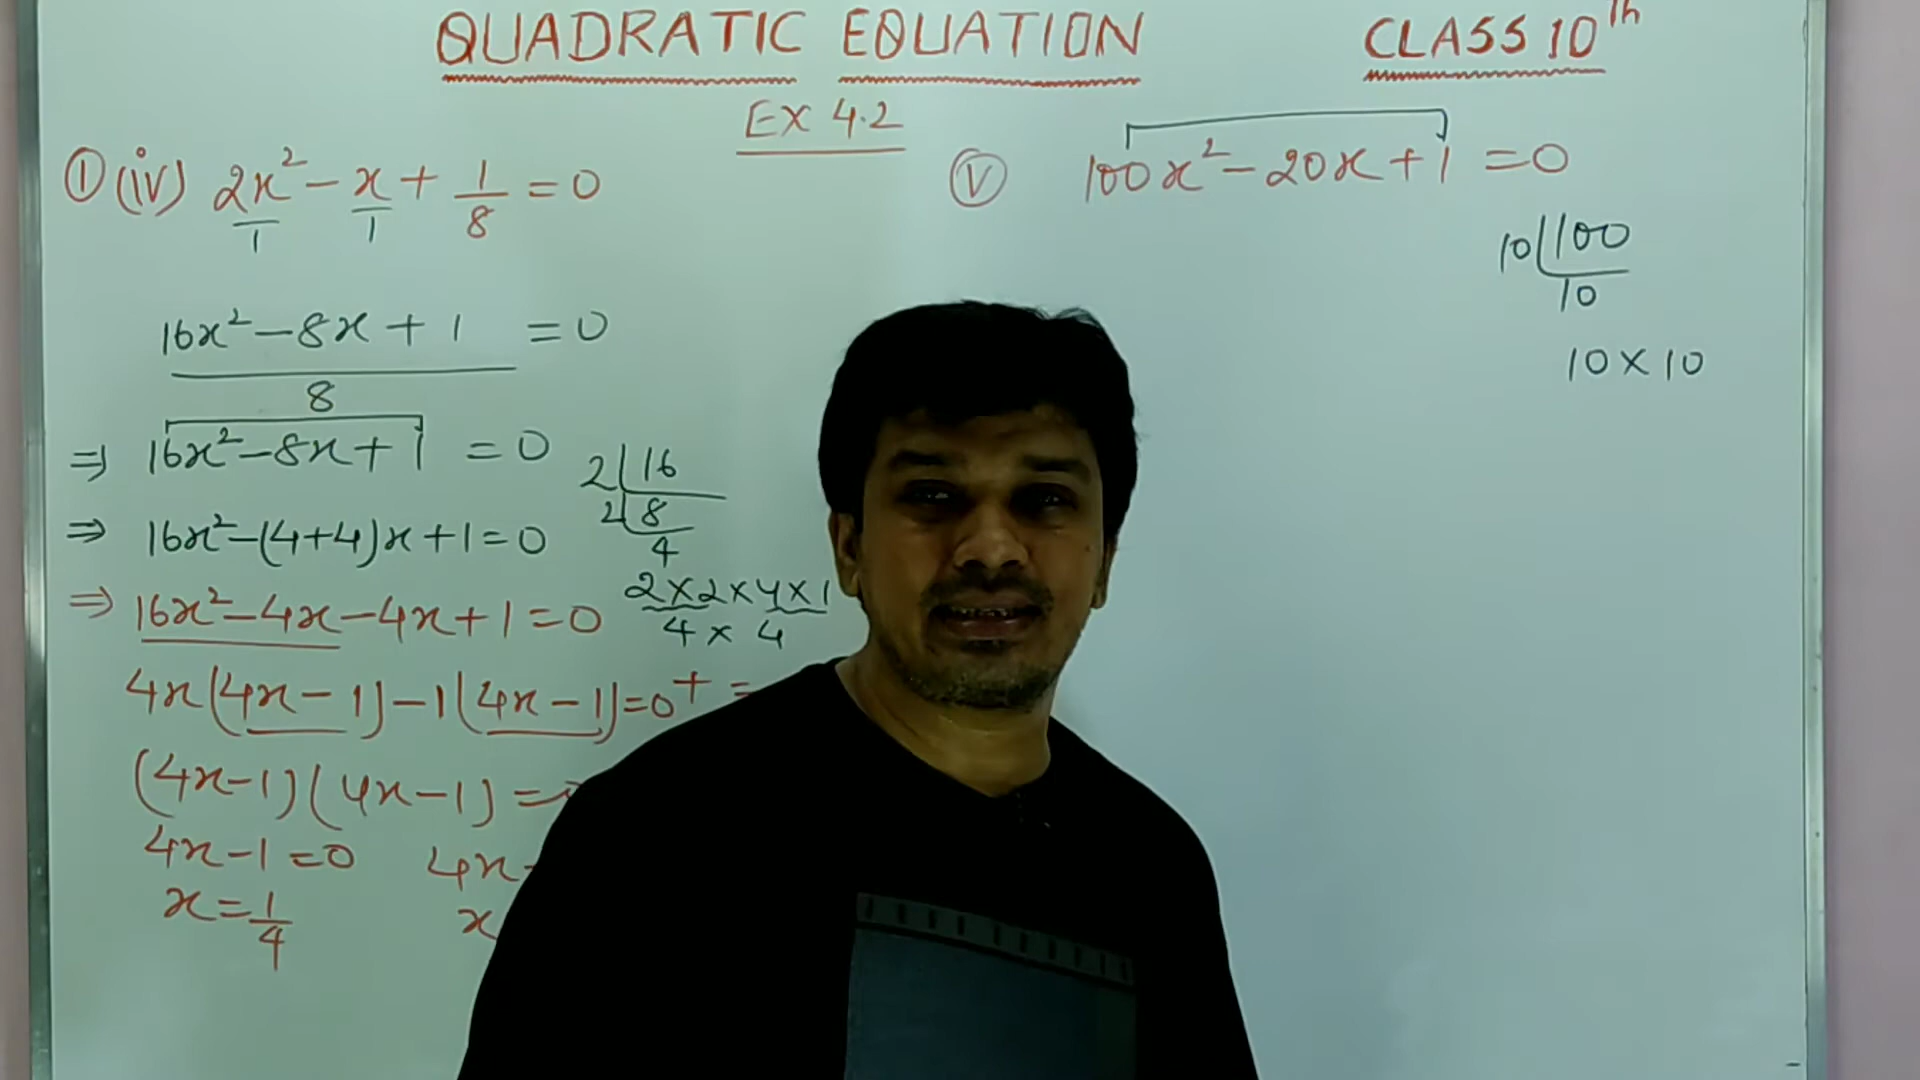 QUADRATIC EQUATION
CLASS 10th
EX 4.2
① (iv) 2x²/1 - x/1 + 1/8 = 0
16x² - 8x + 1 / 8 = 0
⇒ 16x² - 8x + 1 = 0
⇒ 16x² - (4+4)x + 1 = 0
⇒ 16x² - 4x - 4x + 1 = 0
4x(4x - 1) - 1(4x - 1) = 0
(4x - 1)(4x - 1) =
4x - 1 = 0 4x -
x = 1/4 x
2 | 16
2 | 8
4
2 × 2 × 4 × 1
4 × 4
+ =
Ⓥ 100x² - 20x + 1 = 0
10 | 100
10
10 × 10